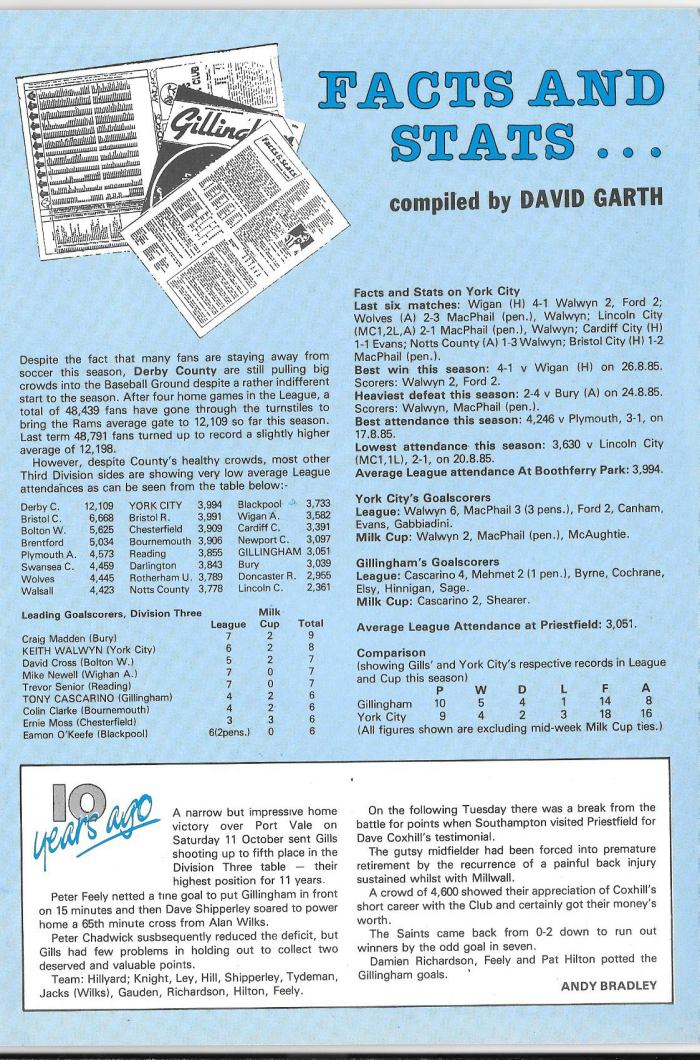 CLUB
Gilling
Facts & Stats
FACTS AND
STATS ...
compiled by DAVID GARTH
Despite the fact that many fans are staying away from
soccer this season, Derby County are still pulling big
crowds into the Baseball Ground despite a rather indifferent
start to the season. After four home games in the League, a
total of 48,439 fans have gone through the turnstiles to
bring the Rams average gate to 12,109 so far this season.
Last term 48,791 fans turned up to record a slightly higher
average of 12,198.
However, despite County's healthy crowds, most other
Third Division sides are showing very low average League
attendances as can be seen from the table below:-
Derby C. 12,109 YORK CITY 3,994 Blackpool 3,733
Bristol C. 6,668 Bristol R. 3,991 Wigan A. 3,582
Bolton W. 5,625 Chesterfield 3,909 Cardiff C. 3,391
Brentford 5,034 Bournemouth 3,906 Newport C. 3,097
Plymouth A. 4,573 Reading 3,855 GILLINGHAM 3,051
Swansea C. 4,459 Darlington 3,843 Bury 3,039
Wolves 4,445 Rotherham U. 3,789 Doncaster R. 2,955
Walsall 4,423 Notts County 3,778 Lincoln C. 2,361
Leading Goalscorers, Division Three Milk
League Cup Total
Craig Madden (Bury) 7 2 9
KEITH WALWYN (York City) 6 2 8
David Cross (Bolton W.) 5 2 7
Mike Newell (Wighan A.) 7 0 7
Trevor Senior (Reading) 7 0 7
TONY CASCARINO (Gillingham) 4 2 6
Colin Clarke (Bournemouth) 4 2 6
Ernie Moss (Chesterfield) 3 3 6
Eamon O'Keefe (Blackpool) 6(2pens.) 0 6
Facts and Stats on York City
Last six matches: Wigan (H) 4-1 Walwyn 2, Ford 2;
Wolves (A) 2-3 MacPhail (pen.), Walwyn; Lincoln City
(MC1,2L,A) 2-1 MacPhail (pen.), Walwyn; Cardiff City (H)
1-1 Evans; Notts County (A) 1-3 Walwyn; Bristol City (H) 1-2
MacPhail (pen.).
Best win this season: 4-1 v Wigan (H) on 26.8.85.
Scorers: Walwyn 2, Ford 2.
Heaviest defeat this season: 2-4 v Bury (A) on 24.8.85.
Scorers: Walwyn, MacPhail (pen.).
Best attendance this season: 4,246 v Plymouth, 3-1, on
17.8.85.
Lowest attendance this season: 3,630 v Lincoln City
(MC1,1L), 2-1, on 20.8.85.
Average League attendance At Boothferry Park: 3,994.
York City's Goalscorers
League: Walwyn 6, MacPhail 3 (3 pens.), Ford 2, Canham,
Evans, Gabbiadini.
Milk Cup: Walwyn 2, MacPhail (pen.), McAughtie.
Gillingham's Goalscorers
League: Cascarino 4, Mehmet 2 (1 pen.), Byrne, Cochrane,
Elsy, Hinnigan, Sage.
Milk Cup: Cascarino 2, Shearer.
Average League Attendance at Priestfield: 3,051.
Comparison
(showing Gills' and York City's respective records in League
and Cup this season)
P W D L F A
Gillingham 10 5 4 1 14 8
York City 9 4 2 3 18 16
(All figures shown are excluding mid-week Milk Cup ties.)
10
years ago
A narrow but impressive home
victory over Port Vale on
Saturday 11 October sent Gills
shooting up to fifth place in the
Division Three table — their
highest position for 11 years.
Peter Feely netted a fine goal to put Gillingham in front
on 15 minutes and then Dave Shipperley soared to power
home a 65th minute cross from Alan Wilks.
Peter Chadwick susbsequently reduced the deficit, but
Gills had few problems in holding out to collect two
deserved and valuable points.
Team: Hillyard; Knight, Ley, Hill, Shipperley, Tydeman,
Jacks (Wilks), Gauden, Richardson, Hilton, Feely.
On the following Tuesday there was a break from the
battle for points when Southampton visited Priestfield for
Dave Coxhill's testimonial.
The gutsy midfielder had been forced into premature
retirement by the recurrence of a painful back injury
sustained whilst with Millwall.
A crowd of 4,600 showed their appreciation of Coxhill's
short career with the Club and certainly got their money's
worth.
The Saints came back from 0-2 down to run out
winners by the odd goal in seven.
Damien Richardson, Feely and Pat Hilton potted the
Gillingham goals.
ANDY BRADLEY